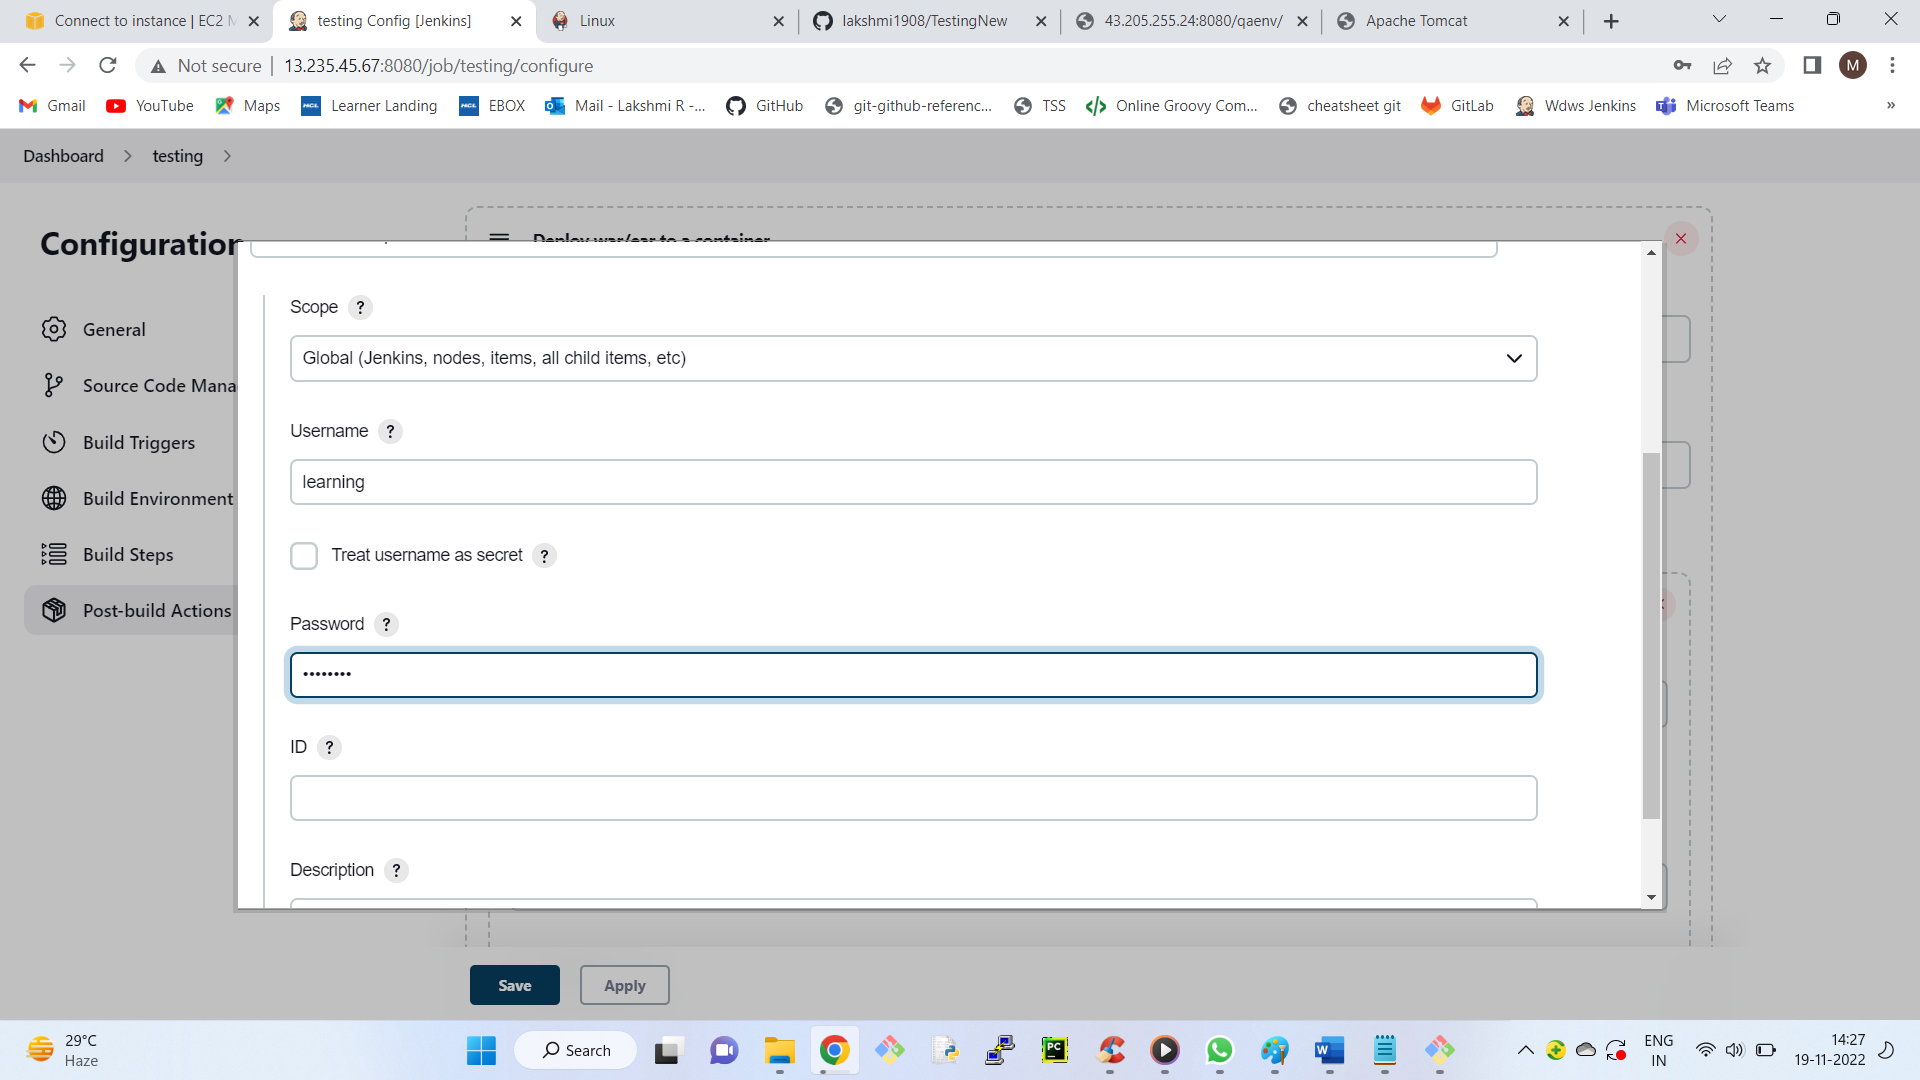 Connect to instance | EC2 M
testing Config [Jenkins]
Linux
lakshmi1908/TestingNew
43.205.255.24:8080/qaenv/
Apache Tomcat
Not secure
13.235.45.67:8080/job/testing/configure
M
Gmail
YouTube
Maps
HCL
Learner Landing
HCL
EBOX
Mail - Lakshmi R -...
GitHub
git-github-referenc...
TSS
Online Groovy Com...
cheatsheet git
GitLab
Wdws Jenkins
Microsoft Teams
»
Dashboard
testing
Configuration
General
Source Code Mana
Build Triggers
Build Environment
Build Steps
Post-build Actions
Deploy war/ear to a container
Scope ?
Global (Jenkins, nodes, items, all child items, etc)
Username ?
learning
Treat username as secret ?
Password ?
••••••••
ID ?
Description ?
Save
Apply
29°C
Haze
Search
PC
W
ENG
IN
14:27
19-11-2022